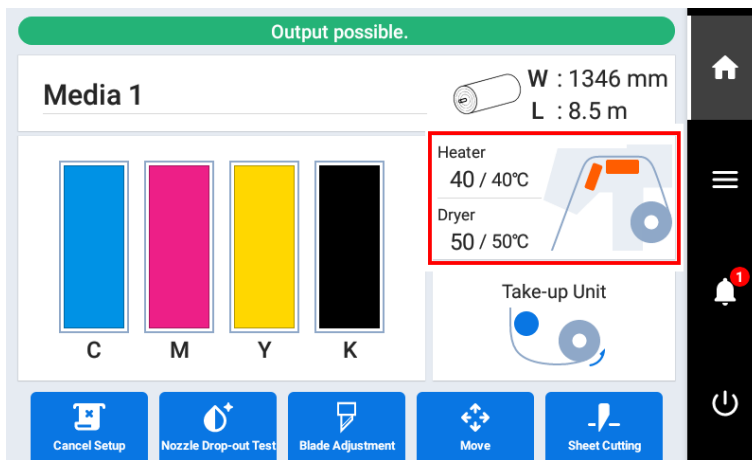 Output possible.
Media 1
W : 1346 mm
L : 8.5 m
Heater
40 / 40℃
Dryer
50 / 50℃
Take-up Unit
C M Y K
1
Cancel Setup
Nozzle Drop-out Test
Blade Adjustment
Move
Sheet Cutting